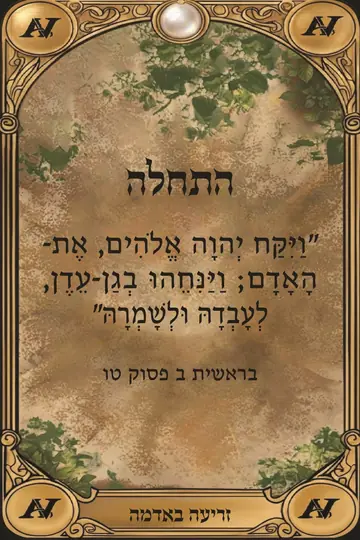 התחלה
"וַיִּקַּח יְהוָה אֱלֹהִים, אֶת-
הָאָדָם; וַיַּנִּחֵהוּ בְגַן-עֵדֶן,
לְעָבְדָהּ וּלְשָׁמְרָהּ"
בראשית ב פסוק טו
זריעה באדמה